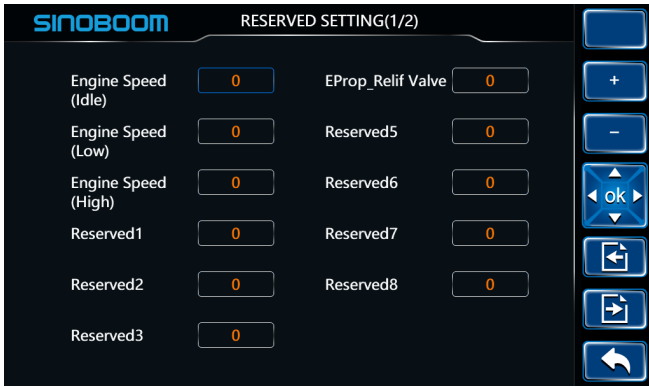 SINOBOOM
RESERVED SETTING(1/2)
Engine Speed
(Idle)
0
EProp_Relif Valve
0
+
Engine Speed
(Low)
0
Reserved5
0
−
Engine Speed
(High)
0
Reserved6
0
ok
Reserved1
0
Reserved7
0
Reserved2
0
Reserved8
0
Reserved3
0